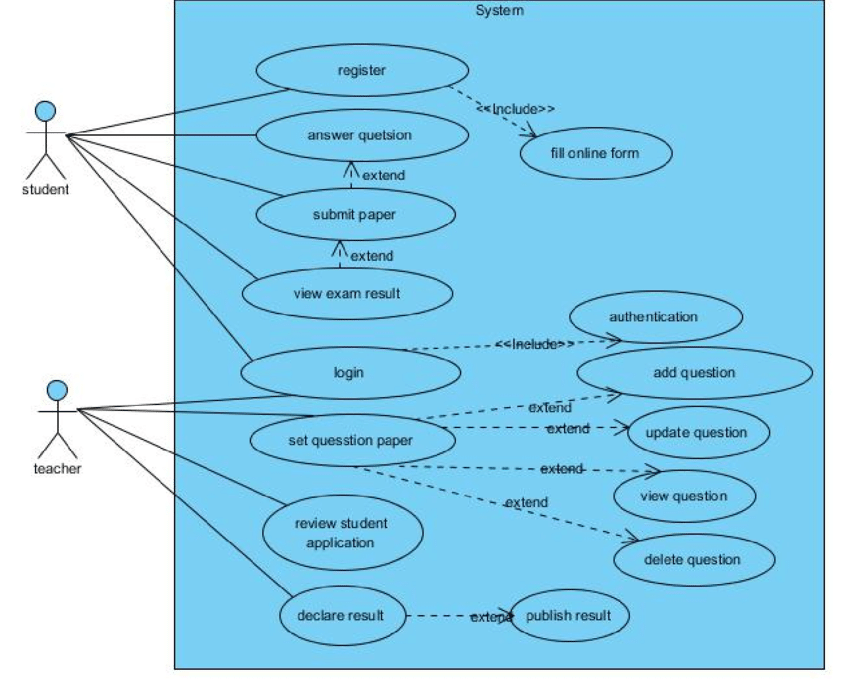 System
register
<<Include>>
answer quetsion
fill online form
extend
student
submit paper
extend
view exam result
authentication
<<Include>>
login
add question
extend
set quesstion paper
extend
update question
teacher
extend
view question
extend
review student
application
delete question
declare result
extend
publish result